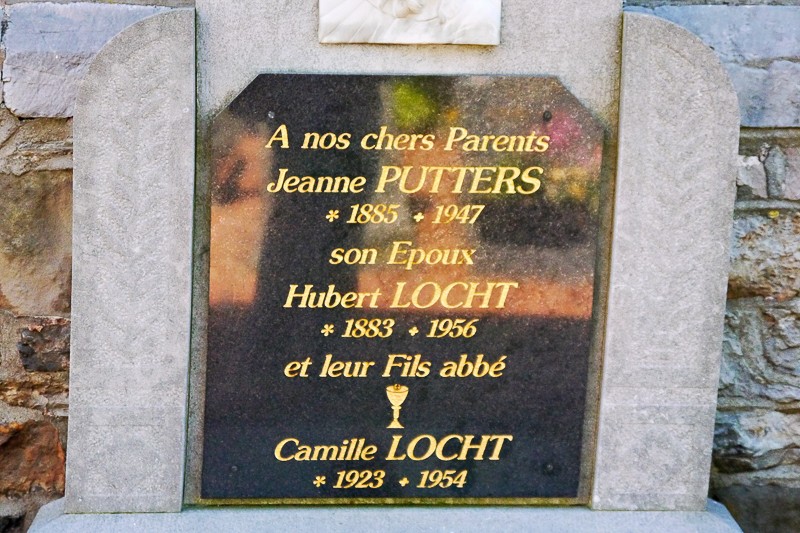 A nos chers Parents
Jeanne PUTTERS
* 1885 + 1947
son Epoux
Hubert LOCHT
* 1883 + 1956
et leur Fils abbé
Camille LOCHT
* 1923 + 1954